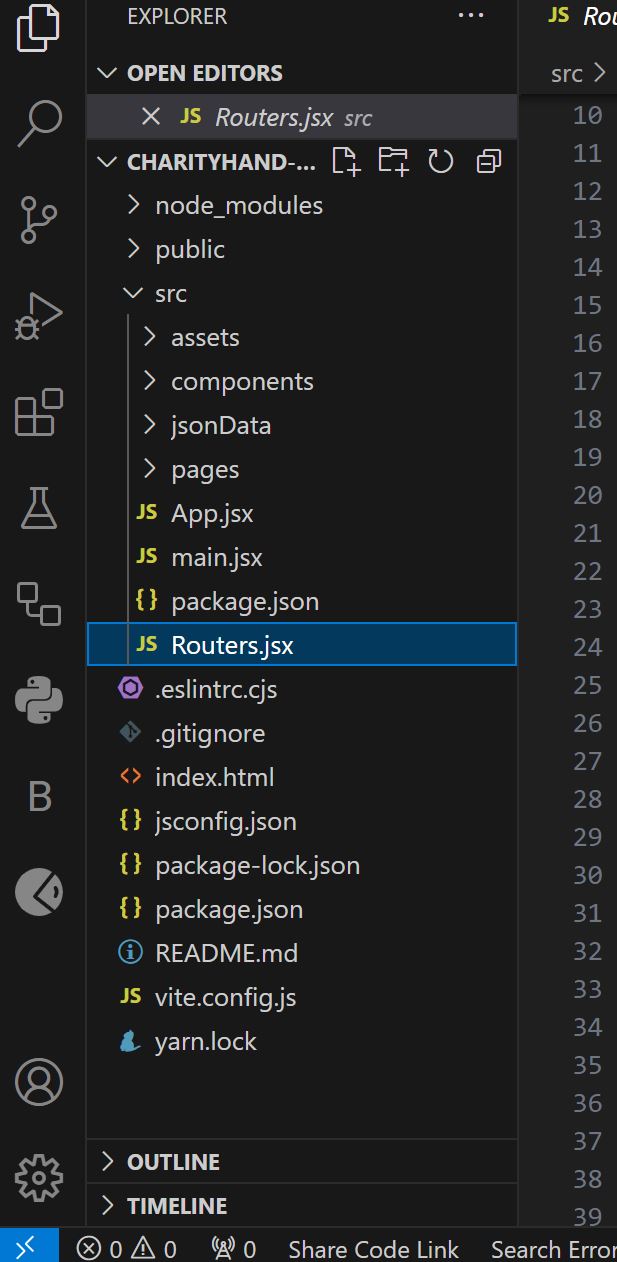 EXPLORER ···
JS Rou
OPEN EDITORS
src >
JS Routers.jsx src
CHARITYHAND-...
node_modules
public
src
assets
components
jsonData
pages
JS App.jsx
JS main.jsx
{} package.json
JS Routers.jsx
.eslintrc.cjs
.gitignore
<> index.html
{} jsconfig.json
{} package-lock.json
{} package.json
README.md
JS vite.config.js
yarn.lock
OUTLINE
TIMELINE
B
10
11
12
13
14
15
16
17
18
19
20
21
22
23
24
25
26
27
28
29
30
31
32
33
34
35
36
37
38
39
0 0 0 Share Code Link Search Error